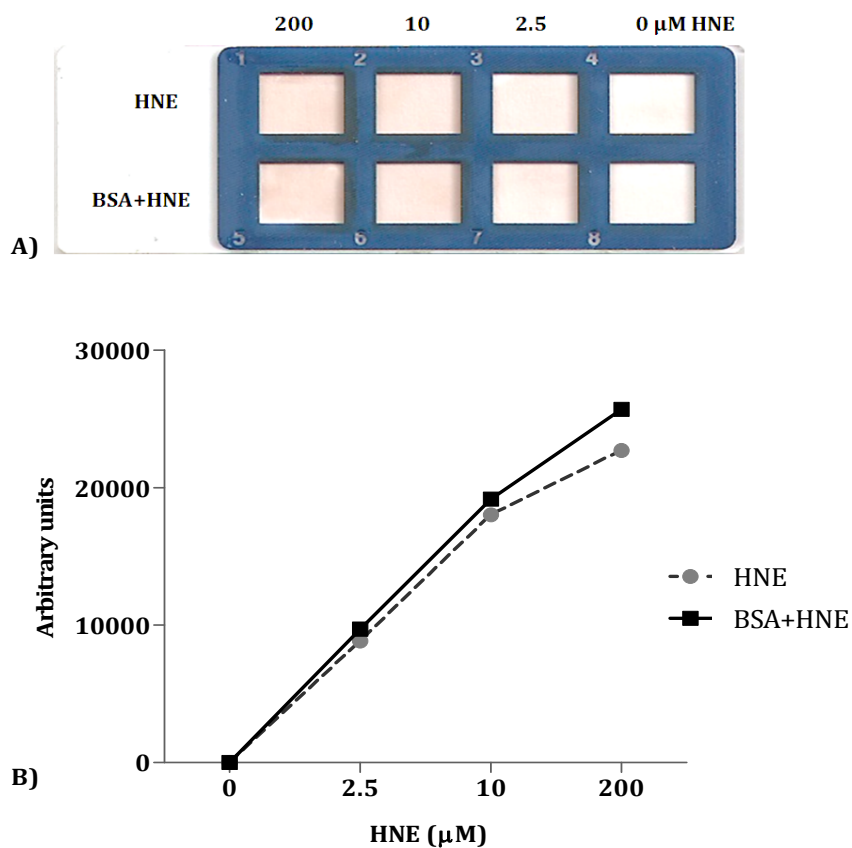 200 10 2.5 0 μM HNE
1 2 3 4
HNE
BSA+HNE
A)
5 6 7 8
30000
20000
10000
0
Arbitrary units
HNE
BSA+HNE
B)
0 2.5 10 200
HNE (μM)